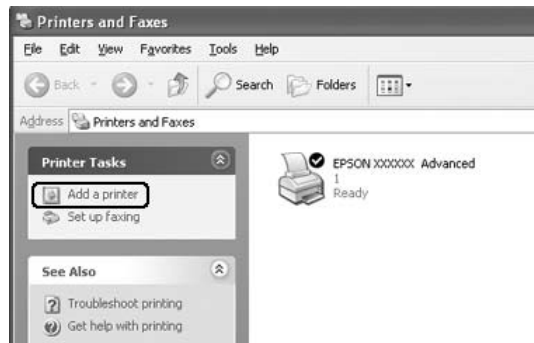 Printers and Faxes
File Edit View Favorites Tools Help
Back Search Folders
Address Printers and Faxes
Printer Tasks
Add a printer
Set up faxing
See Also
Troubleshoot printing
Get help with printing
EPSON XXXXXX Advanced
1
Ready